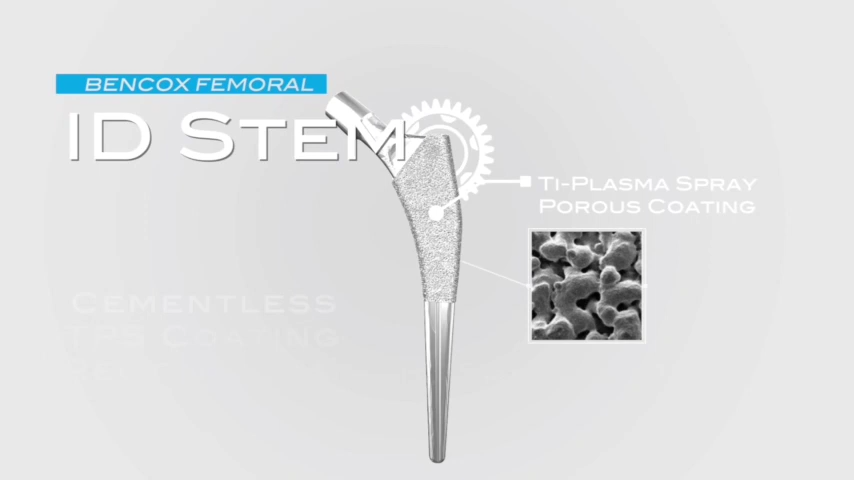 BENCOX FEMORAL
ID STEM
TI-PLASMA SPRAY
POROUS COATING
CEMENTLESS
TPS COATING